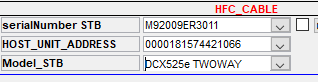 HFC_CABLE
serialNumber STB M92009ER3011
HOST_UNIT_ADDRESS 0000181574421066
Model_STB DCX525e TWOWAY